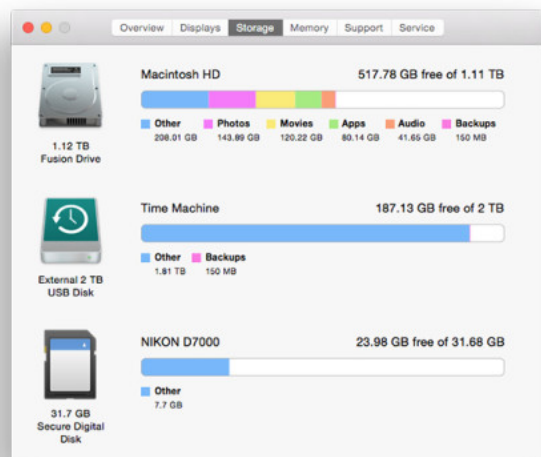 Overview Displays Storage Memory Support Service
Macintosh HD 517.78 GB free of 1.11 TB
Other Photos Movies Apps Audio Backups
208.01 GB 143.89 GB 120.22 GB 80.14 GB 41.65 GB 150 MB
1.12 TB
Fusion Drive
Time Machine 187.13 GB free of 2 TB
Other Backups
1.81 TB 150 MB
External 2 TB
USB Disk
NIKON D7000 23.98 GB free of 31.68 GB
Other
7.7 GB
31.7 GB
Secure Digital
Disk